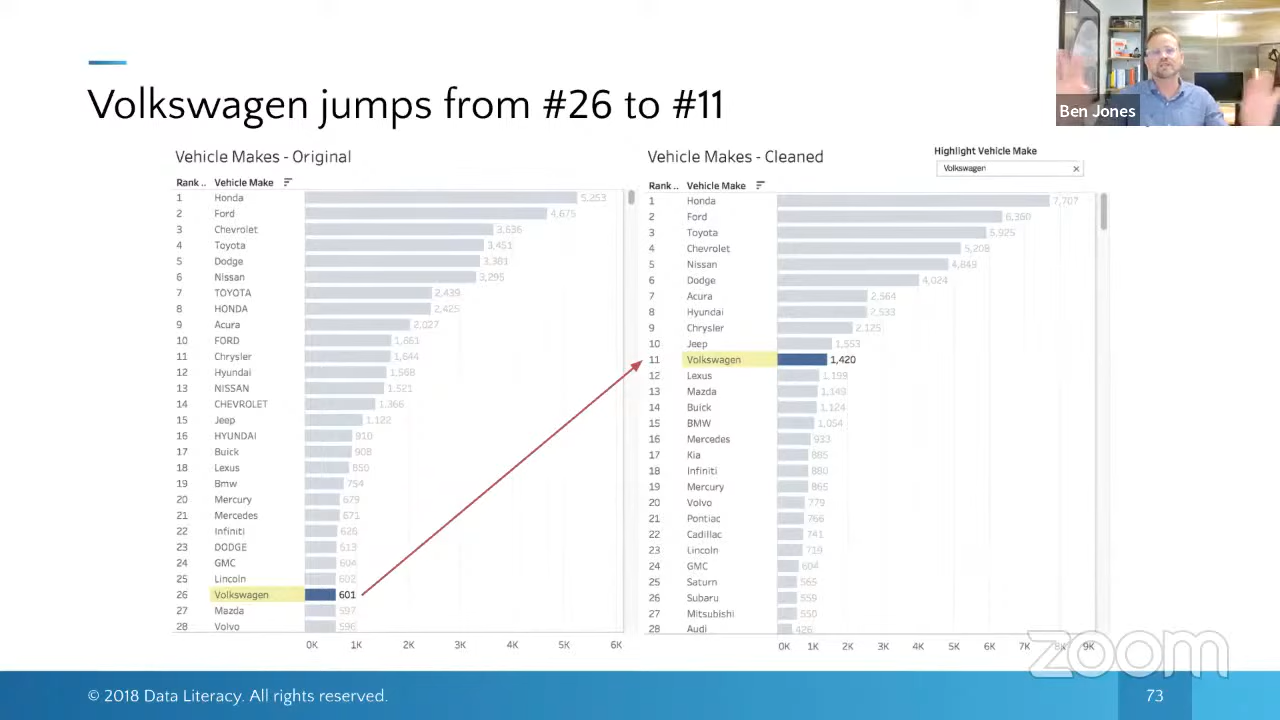 Volkswagen jumps from #26 to #11
Ben Jones
Vehicle Makes - Original
Rank .. Vehicle Make
1 Honda 5,253
2 Ford 4,675
3 Chevrolet 3,636
4 Toyota 3,451
5 Dodge 3,381
6 Nissan 3,295
7 TOYOTA 2,439
8 HONDA 2,425
9 Acura 2,027
10 FORD 1,661
11 Chrysler 1,644
12 Hyundai 1,568
13 NISSAN 1,521
14 CHEVROLET 1,366
15 Jeep 1,122
16 HYUNDAI 910
17 Buick 908
18 Lexus 850
19 Bmw 754
20 Mercury 679
21 Mercedes 671
22 Infiniti 626
23 DODGE 613
24 GMC 604
25 Lincoln 602
26 Volkswagen 601
27 Mazda 597
28 Volvo 596
0K 1K 2K 3K 4K 5K 6K
Vehicle Makes - Cleaned
Highlight Vehicle Make
Volkswagen ×
Rank .. Vehicle Make
1 Honda 7,707
2 Ford 6,360
3 Toyota 5,925
4 Chevrolet 5,208
5 Nissan 4,849
6 Dodge 4,024
7 Acura 2,564
8 Hyundai 2,533
9 Chrysler 2,125
10 Jeep 1,553
11 Volkswagen 1,420
12 Lexus 1,199
13 Mazda 1,149
14 Buick 1,124
15 BMW 1,054
16 Mercedes 933
17 Kia 885
18 Infiniti 880
19 Mercury 865
20 Volvo 779
21 Pontiac 766
22 Cadillac 741
23 Lincoln 719
24 GMC 604
25 Saturn 565
26 Subaru 559
27 Mitsubishi 550
28 Audi 426
0K 1K 2K 3K 4K 5K 6K 7K 8K 9K
zoom
© 2018 Data Literacy. All rights reserved.
73